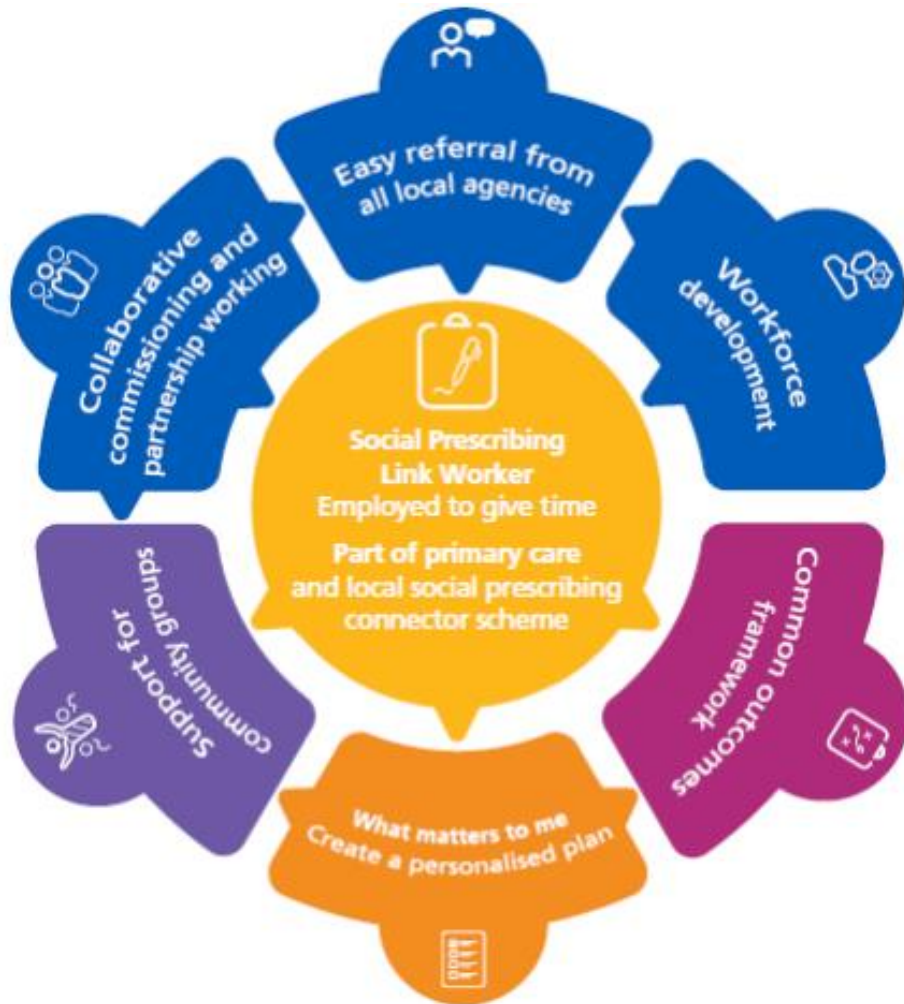 Easy referral from
all local agencies
Workforce
development
Common outcomes
framework
What matters to me
Create a personalised plan
Support for
community groups
Collaborative
commissioning and
partnership working
Social Prescribing
Link Worker
Employed to give time
Part of primary care
and local social prescribing
connector scheme